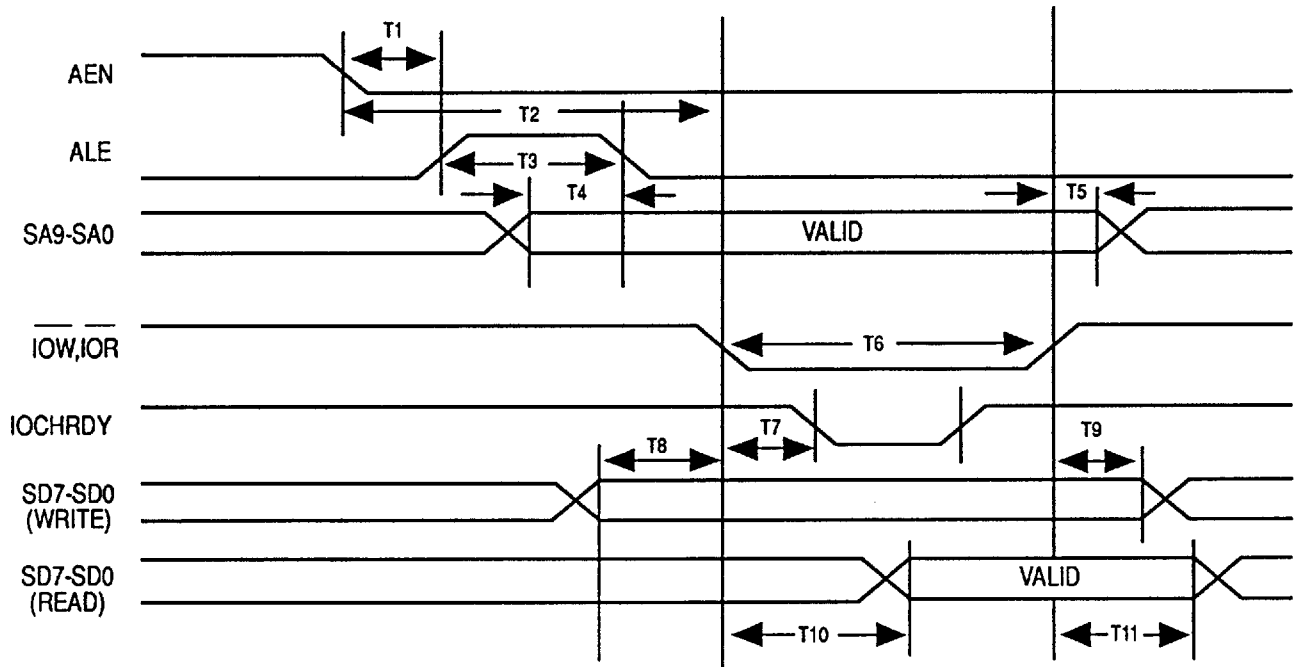 T1
AEN
T2
ALE
T3
T4
T5
SA9-SA0
VALID
IOW,IOR
T6
IOCHRDY
T7
T8
T9
SD7-SD0
(WRITE)
SD7-SD0
(READ)
VALID
T10
T11